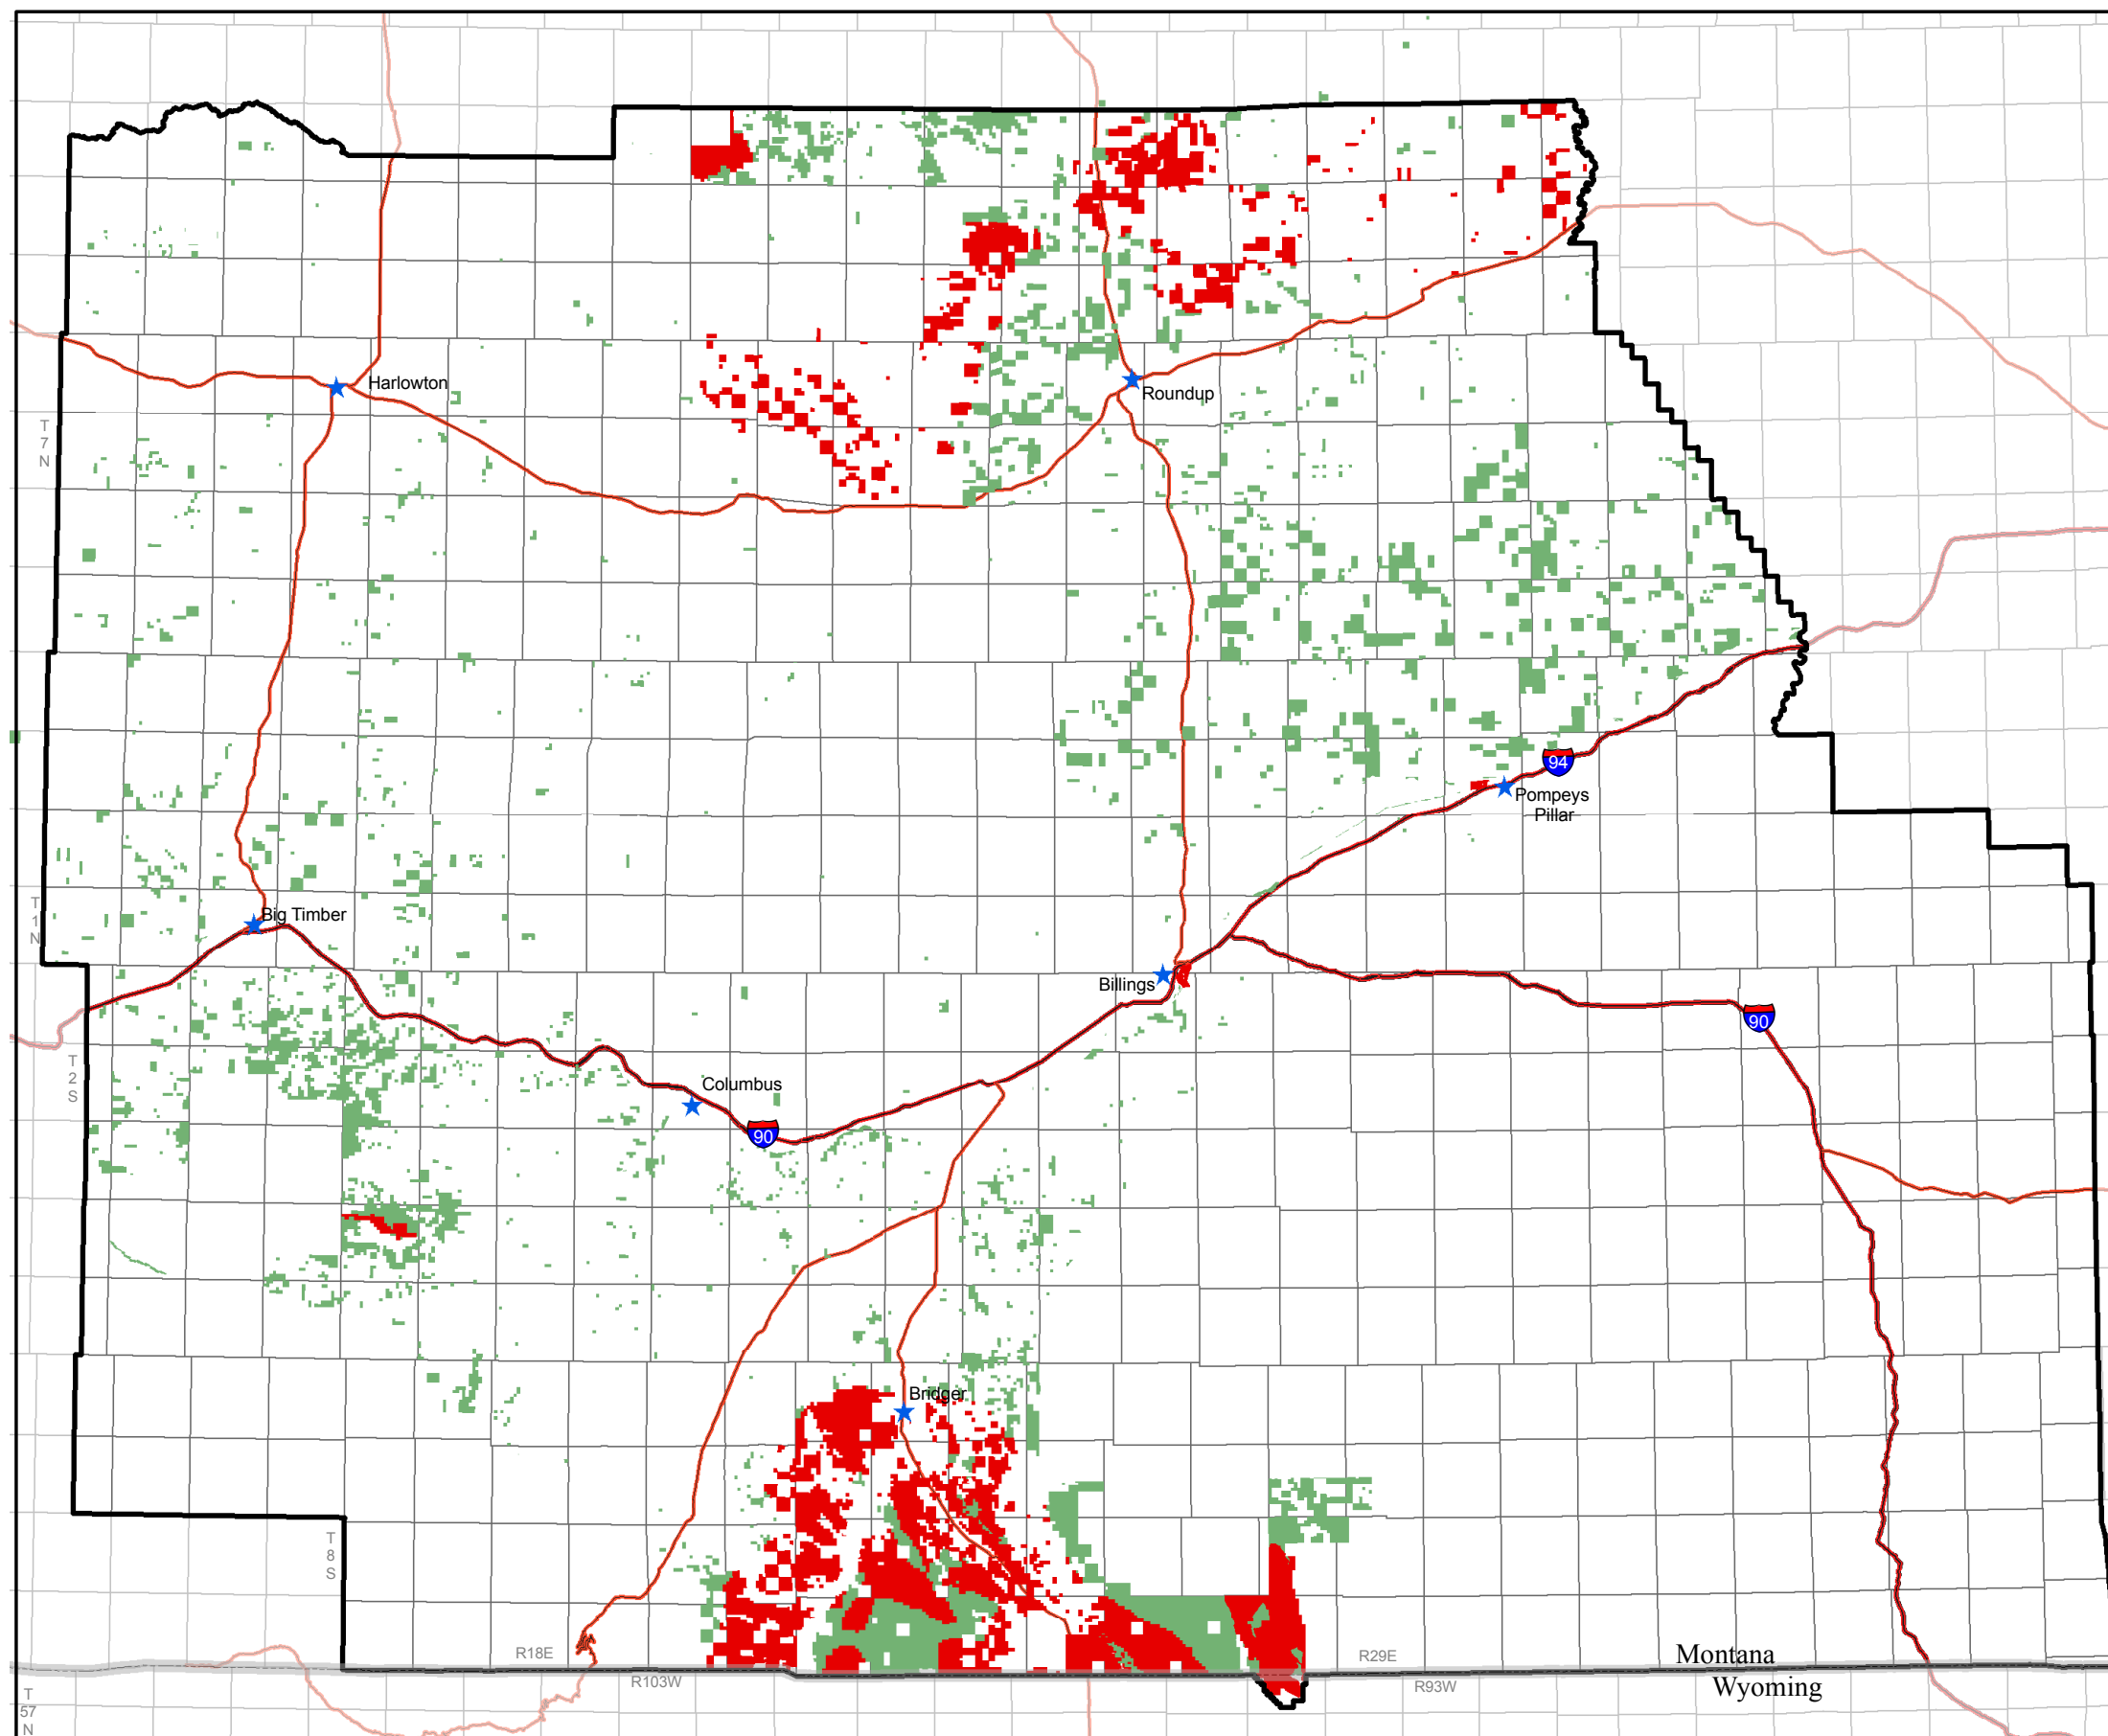 Harlowton
Roundup
T
7
N
94
Pompeys
Pillar
T
1
N
Big Timber
Billings
90
T
2
S
Columbus
90
Bridger
T
8
S
R18E
R29E
Montana
R103W
R93W
Wyoming
T
57
N